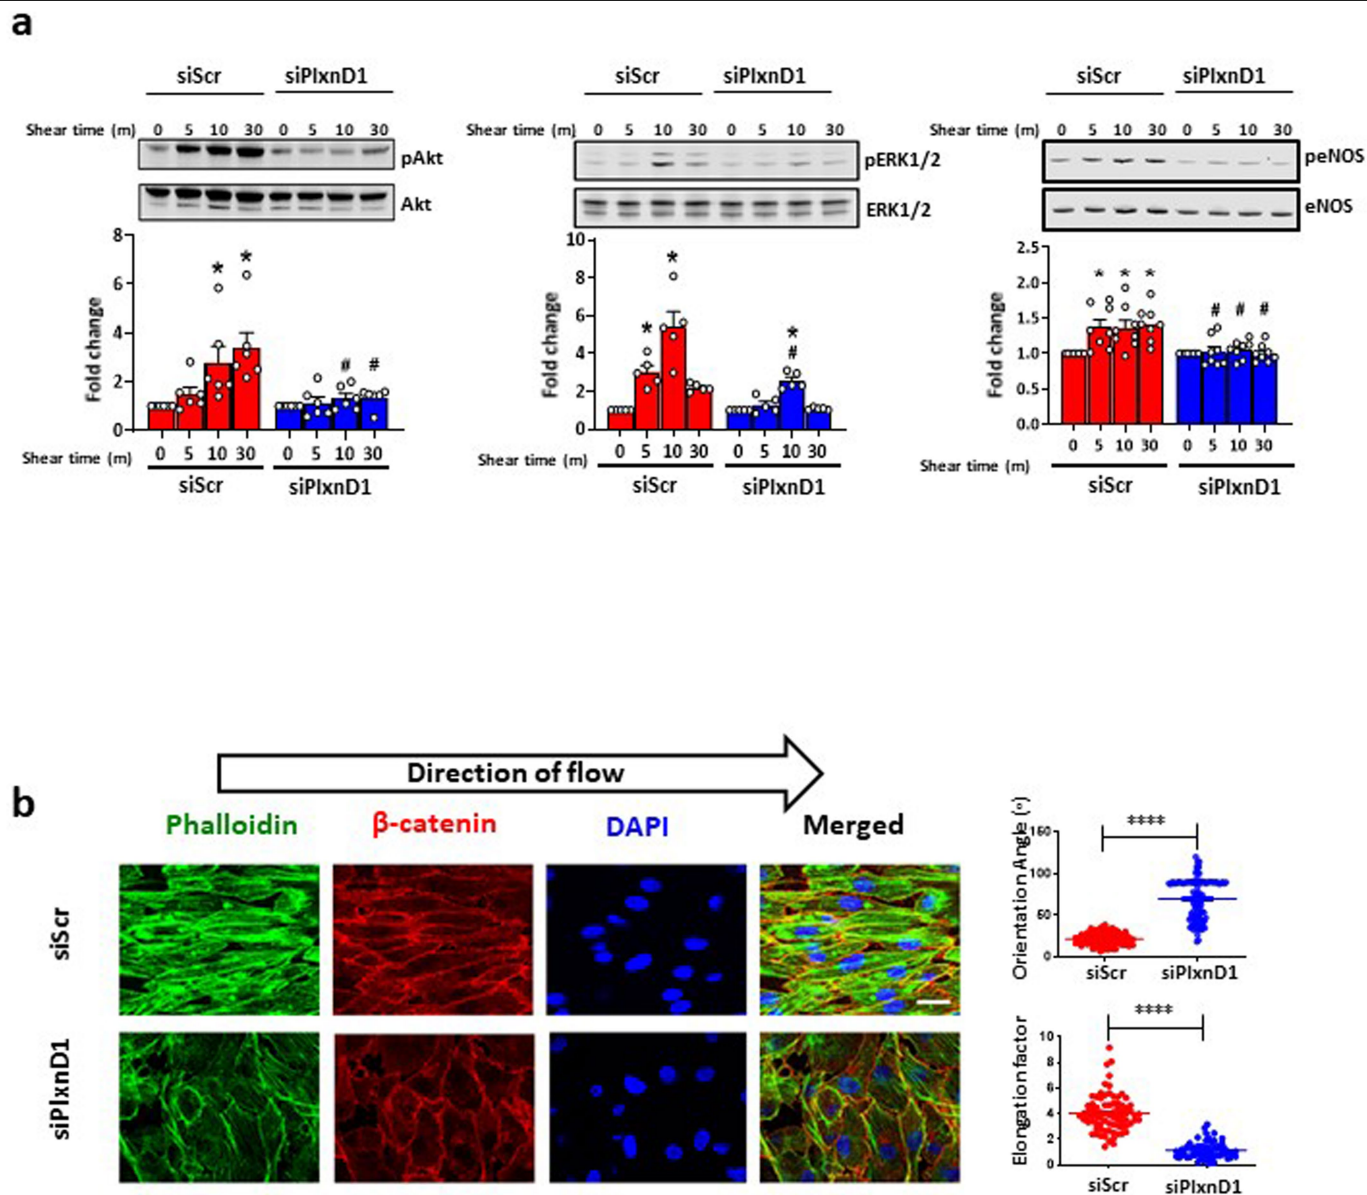 a
siScr siPlxnD1
Shear time (m) 0 5 10 30 0 5 10 30
pAkt
Akt
8
6
4
2
0
Fold change
* * # #
0 5 10 30 0 5 10 30
Shear time (m)
siScr siPlxnD1
siScr siPlxnD1
Shear time (m) 0 5 10 30 0 5 10 30
pERK1/2
ERK1/2
10
8
6
4
2
0
Fold change
* * * #
0 5 10 30 0 5 10 30
Shear time (m)
siScr siPlxnD1
siScr siPlxnD1
Shear time (m) 0 5 10 30 0 5 10 30
peNOS
eNOS
2.5
2.0
1.5
1.0
0.5
0.0
Fold change
* * * # # #
0 5 10 30 0 5 10 30
Shear time (m)
siScr siPlxnD1
b
Direction of flow
Phalloidin β-catenin DAPI Merged
siScr
siPlxnD1
Orientation Angle (°)
150
100
50
0
****
siScr siPlxnD1
Elongation factor
10
8
6
4
2
0
****
siScr siPlxnD1